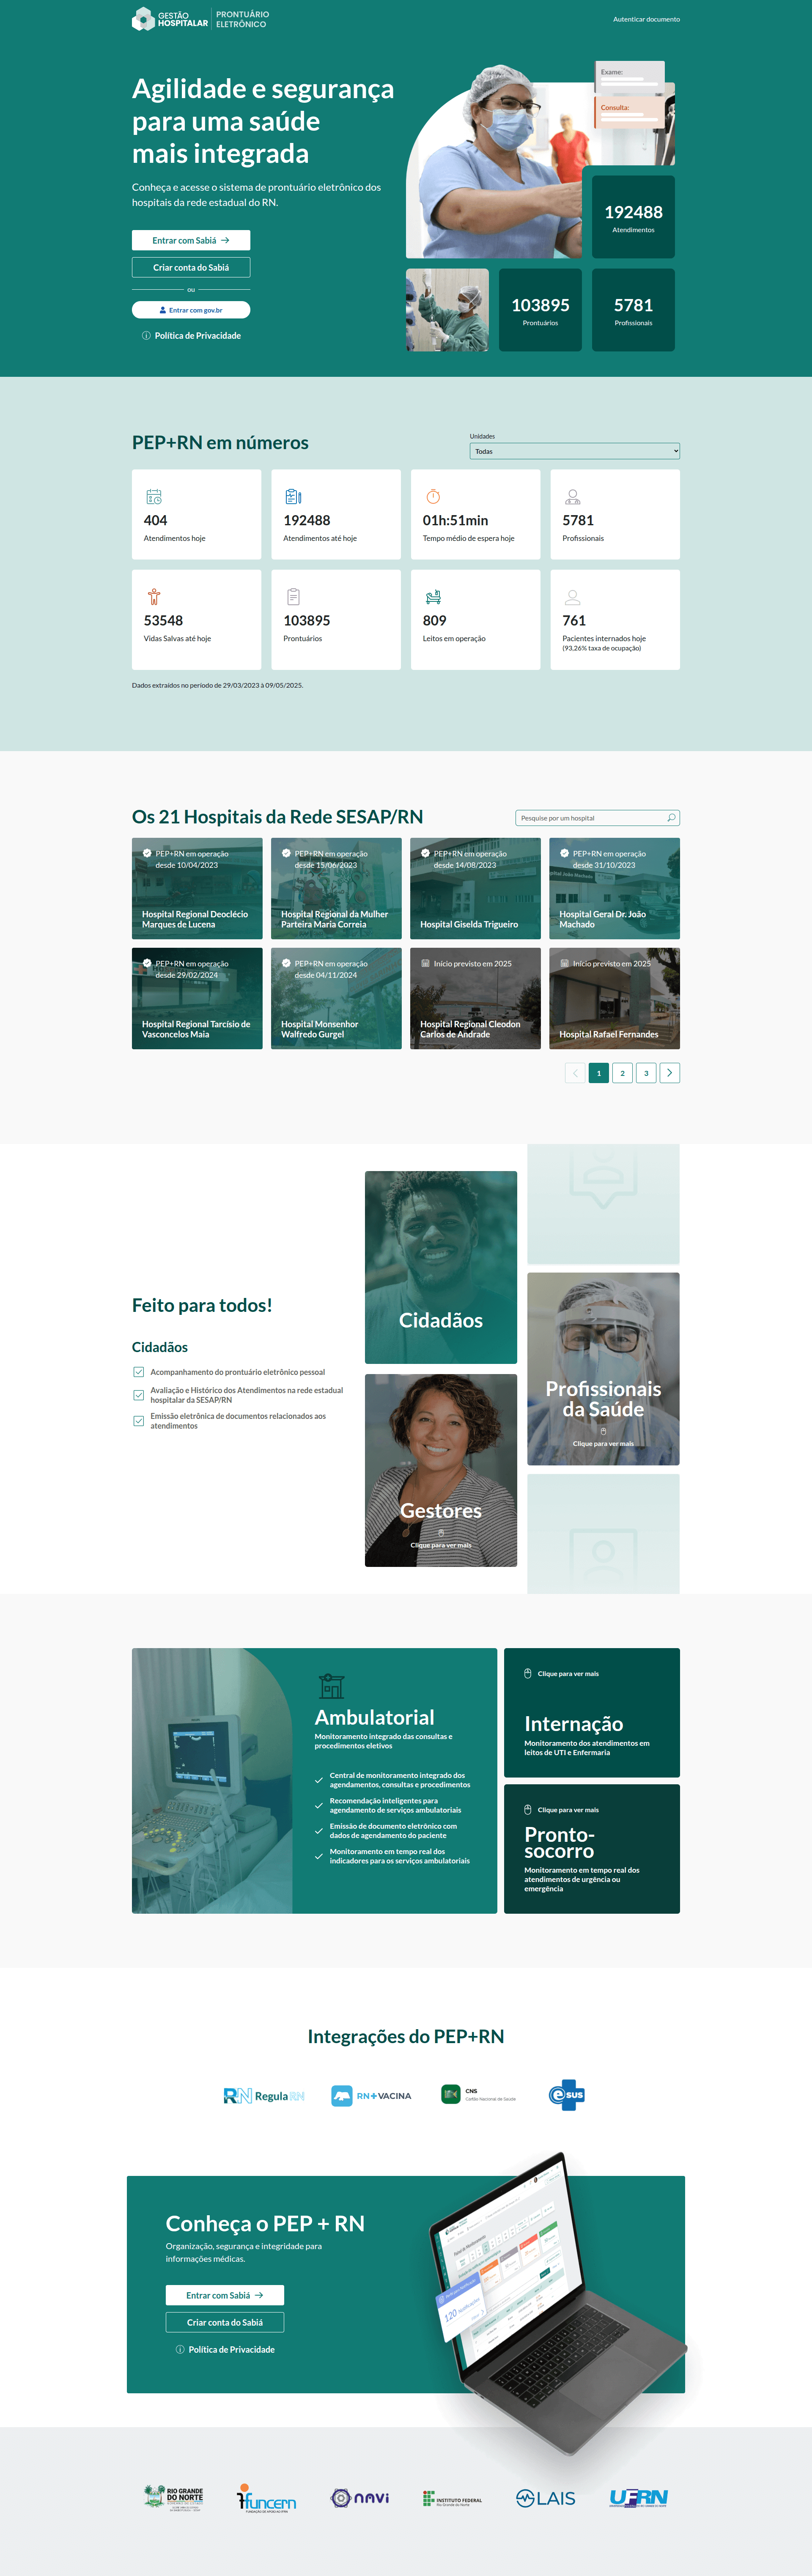 GESTÃO
HOSPITALAR
PRONTUÁRIO
ELETRÔNICO
Autenticar documento
Agilidade e segurança
para uma saúde
mais integrada
Conheça e acesse o sistema de prontuário eletrônico dos
hospitais da rede estadual do RN.
Entrar com Sabiá
Criar conta do Sabiá
ou
Entrar com gov.br
Política de Privacidade
Exame:
Consulta:
192488
Atendimentos
103895
Prontuários
5781
Profissionais
PEP+RN em números
Unidades
Todas
404
Atendimentos hoje
192488
Atendimentos até hoje
01h:51min
Tempo médio de espera hoje
5781
Profissionais
53548
Vidas Salvas até hoje
103895
Prontuários
809
Leitos em operação
761
Pacientes internados hoje
(93,26% taxa de ocupação)
Dados extraídos no período de 29/03/2023 à 09/05/2025.
Os 21 Hospitais da Rede SESAP/RN
Pesquise por um hospital
PEP+RN em operação
desde 10/04/2023
Hospital Regional Deoclécio
Marques de Lucena
PEP+RN em operação
desde 15/06/2023
Hospital Regional da Mulher
Parteira Maria Correia
PEP+RN em operação
desde 14/08/2023
Hospital Giselda Trigueiro
PEP+RN em operação
desde 31/10/2023
Hospital Geral Dr. João
Machado
PEP+RN em operação
desde 29/02/2024
Hospital Regional Tarcísio de
Vasconcelos Maia
PEP+RN em operação
desde 04/11/2024
Hospital Monsenhor
Walfredo Gurgel
Início previsto em 2025
Hospital Regional Cleodon
Carlos de Andrade
Início previsto em 2025
Hospital Rafael Fernandes
1
2
3
Feito para todos!
Cidadãos
Acompanhamento do prontuário eletrônico pessoal
Avaliação e Histórico dos Atendimentos na rede estadual
hospitalar da SESAP/RN
Emissão eletrônica de documentos relacionados aos
atendimentos
Cidadãos
Gestores
Clique para ver mais
Profissionais
da Saúde
Clique para ver mais
Ambulatorial
Monitoramento integrado das consultas e
procedimentos eletivos
Central de monitoramento integrado dos
agendamentos, consultas e procedimentos
Recomendação inteligentes para
agendamento de serviços ambulatoriais
Emissão de documento eletrônico com
dados de agendamento do paciente
Monitoramento em tempo real dos
indicadores para os serviços ambulatoriais
Clique para ver mais
Internação
Monitoramento dos atendimentos em
leitos de UTI e Enfermaria
Clique para ver mais
Pronto-
socorro
Monitoramento em tempo real dos
atendimentos de urgência ou
emergência
Integrações do PEP+RN
RN Regula RN
RN+VACINA
CNS
Cartão Nacional de Saúde
e-SUS
Conheça o PEP + RN
Organização, segurança e integridade para
informações médicas.
Entrar com Sabiá
Criar conta do Sabiá
Política de Privacidade
120
RIO GRANDE
DO NORTE
funcern
navi
INSTITUTO FEDERAL
Rio Grande do Norte
LAIS
UFRN